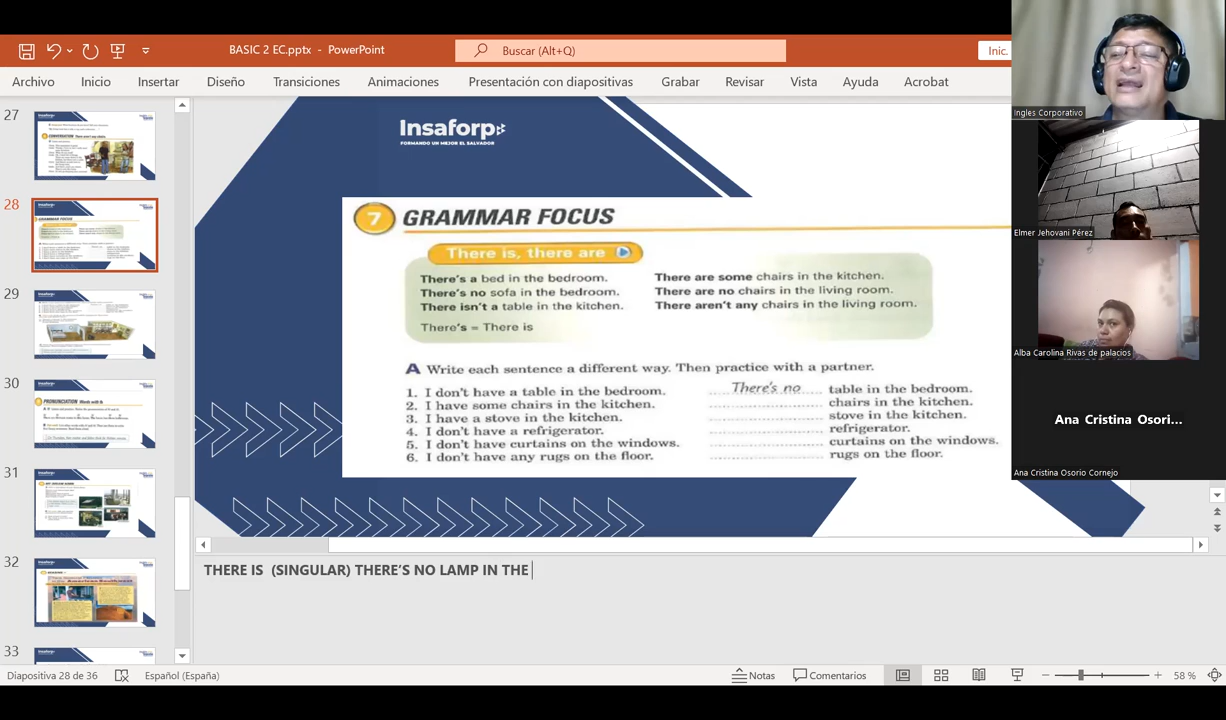 BASIC 2 EC.pptx - PowerPoint
Buscar (Alt+Q)
Inic.
Archivo Inicio Insertar Diseño Transiciones Animaciones Presentación con diapositivas Grabar Revisar Vista Ayuda Acrobat
27
28
29
30
31
32
33
Insaforp
FORMANDO UN MEJOR EL SALVADOR
7 GRAMMAR FOCUS
There is, there are
There's a bed in the bedroom.
There's no sofa in the bedroom.
There isn't a table in the kitchen.
There's = There is
There are some chairs in the kitchen.
There are no chairs in the living room.
There aren't any chairs in the living room.
A Write each sentence a different way. Then practice with a partner.
1. I don't have a table in the bedroom. There's no table in the bedroom.
2. I have some chairs in the kitchen. chairs in the kitchen.
3. I have a stove in the kitchen. stove in the kitchen.
4. I don't have a refrigerator. refrigerator.
5. I don't have curtains on the windows. curtains on the windows.
6. I don't have any rugs on the floor. rugs on the floor.
THERE IS (SINGULAR) THERE'S NO LAMP IN THE
Ingles Corporativo
Elmer Jehovani Pérez
Alba Carolina Rivas de palacios
Ana Cristina Osori...
Ana Cristina Osorio Cornejo
Diapositiva 28 de 36 Español (España) Notas Comentarios 58 %